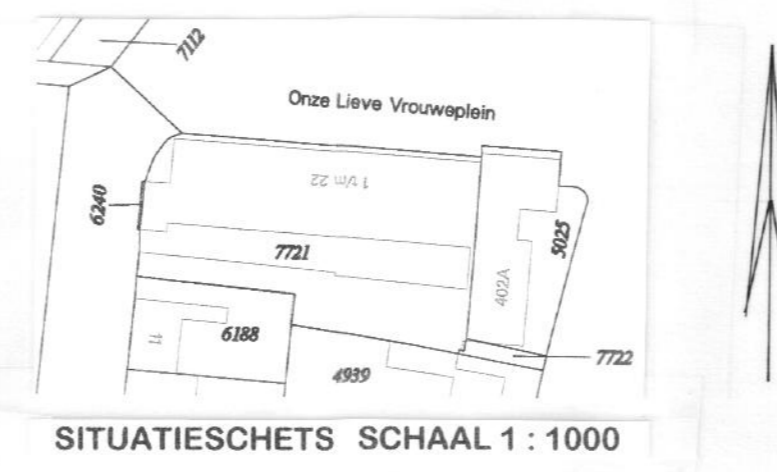 7112
Onze Lieve Vrouweplein
1 t/m 22
6240
5025
7721
402A
11
6188
7722
4939
SITUATIESCHETS SCHAAL 1 : 1000